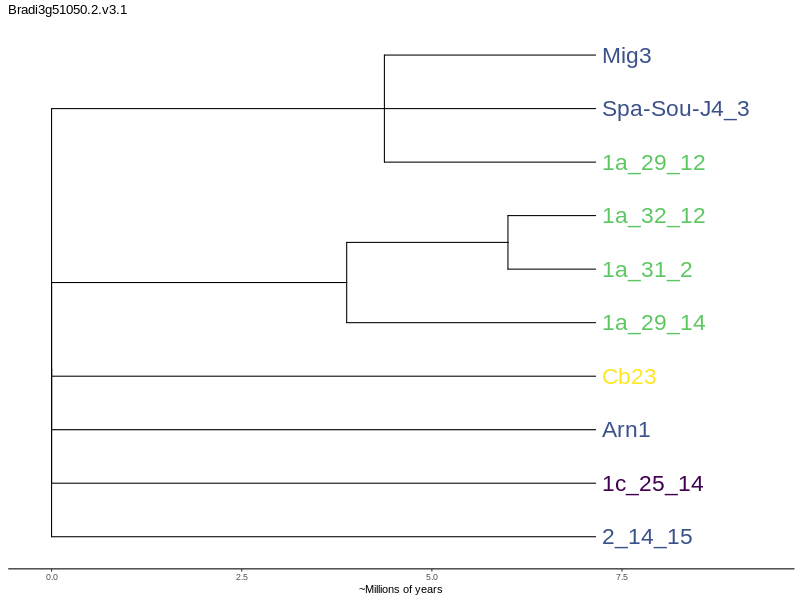 Bradi3g51050.2.v3.1
Mig3
Spa-Sou-J4_3
1a_29_12
1a_32_12
1a_31_2
1a_29_14
Cb23
Arn1
1c_25_14
2_14_15
0.0 2.5 5.0 7.5
~Millions of years